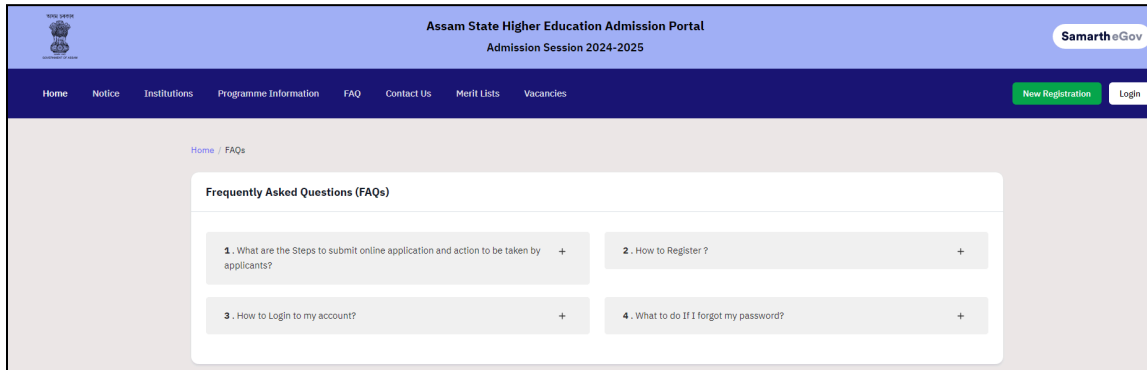 Assam State Higher Education Admission Portal
Admission Session 2024-2025
SamartheGov
Home Notice Institutions Programme Information FAQ Contact Us Merit Lists Vacancies New Registration Login
Home / FAQs
Frequently Asked Questions (FAQs)
1 . What are the Steps to submit online application and action to be taken by +
applicants?
2 . How to Register ? +
3 . How to Login to my account? +
4 . What to do If I forgot my password? +